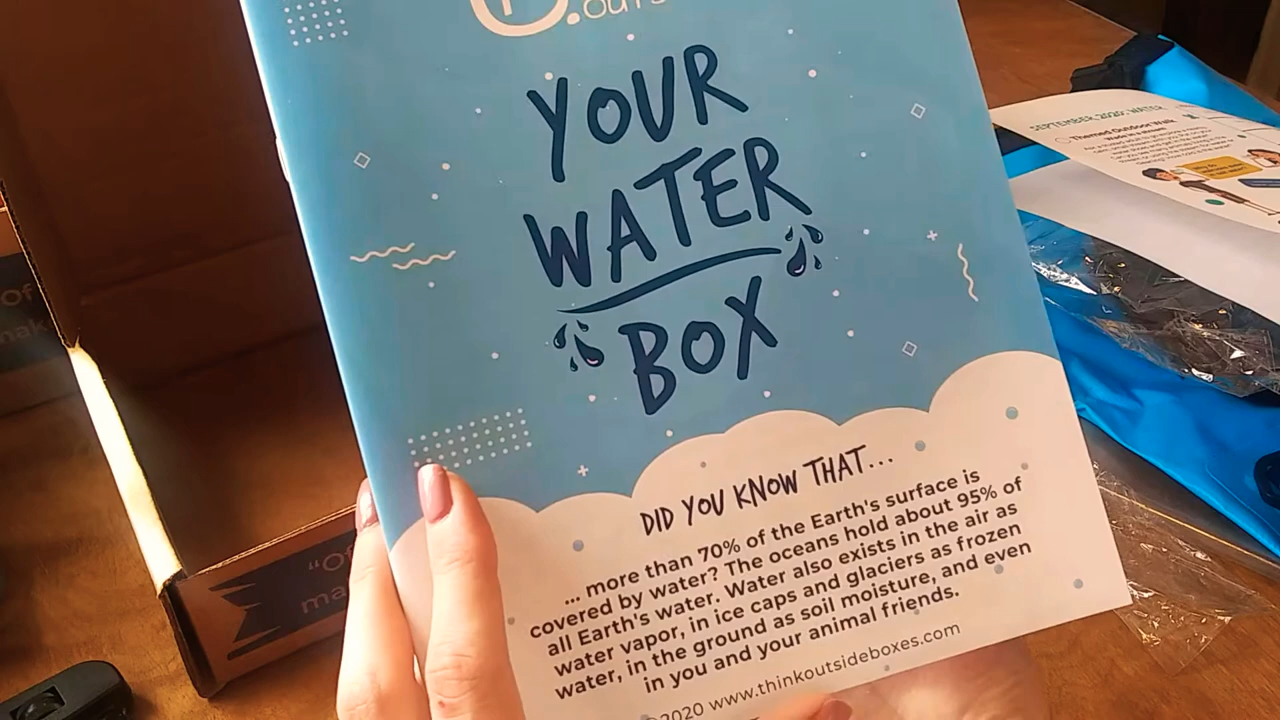 YOUR
WATER
BOX
DID YOU KNOW THAT...
... more than 70% of the Earth's surface is
covered by water? The oceans hold about 95% of
all Earth's water. Water also exists in the air as
water vapor, in ice caps and glaciers as frozen
water, in the ground as soil moisture, and even
in you and your animal friends.
©2020 www.thinkoutsideboxes.com
SEPTEMBER 2020: WATER
Themed Outdoor Walk